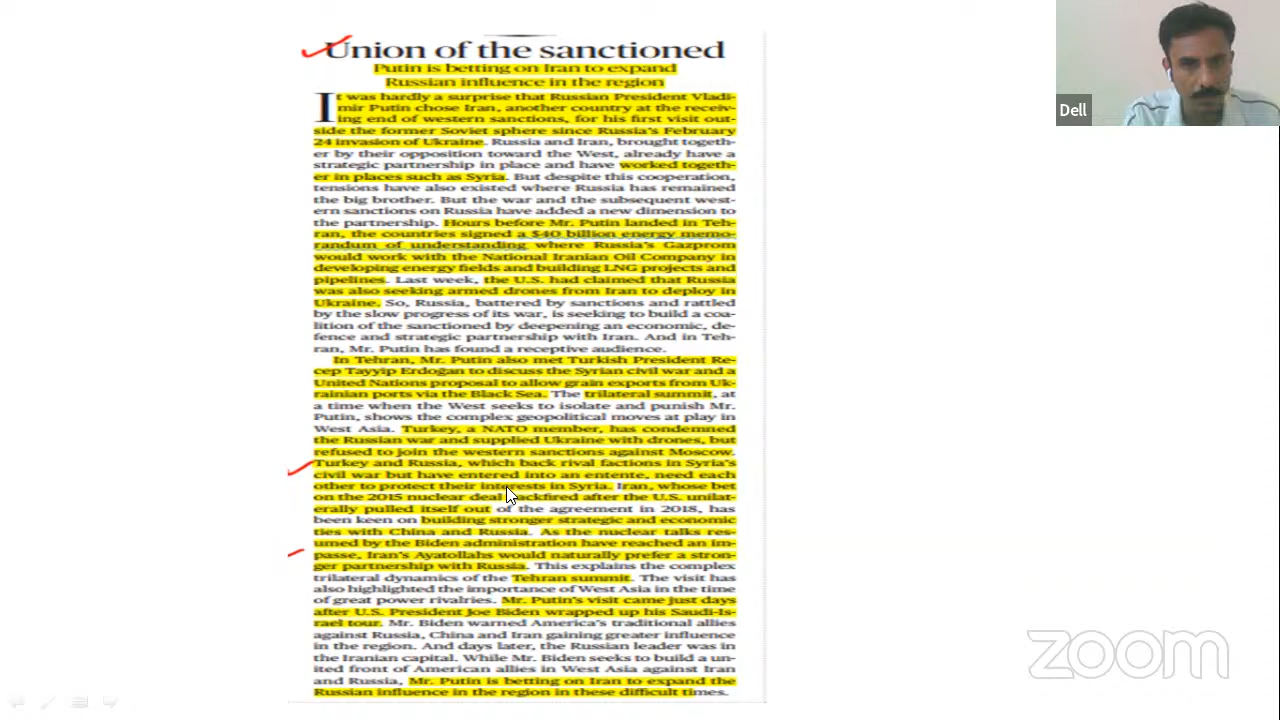 Union of the sanctioned
Putin is betting on Iran to expand
Russian influence in the region
It was hardly a surprise that Russian President Vladi-
mir Putin chose Iran, another country at the receiv-
ing end of western sanctions, for his first visit out-
side the former Soviet sphere since Russia's February
24 invasion of Ukraine. Russia and Iran, brought togeth-
er by their opposition toward the West, already have a
strategic partnership in place and have worked togeth-
er in places such as Syria. But despite this cooperation,
tensions have also existed where Russia has remained
the big brother. But the war and the subsequent west-
ern sanctions on Russia have added a new dimension to
the partnership. Hours before Mr. Putin landed in Teh-
ran, the countries signed a $40 billion energy memo-
randum of understanding where Russia's Gazprom
would work with the National Iranian Oil Company in
developing energy fields and building LNG projects and
pipelines. Last week, the U.S. had claimed that Russia
was also seeking armed drones from Iran to deploy in
Ukraine. So, Russia, battered by sanctions and rattled
by the slow progress of its war, is seeking to build a coa-
lition of the sanctioned by deepening an economic, de-
fence and strategic partnership with Iran. And in Teh-
ran, Mr. Putin has found a receptive audience.
In Tehran, Mr. Putin also met Turkish President Re-
cep Tayyip Erdoğan to discuss the Syrian civil war and a
United Nations proposal to allow grain exports from Uk-
rainian ports via the Black Sea. The trilateral summit, at
a time when the West seeks to isolate and punish Mr.
Putin, shows the complex geopolitical moves at play in
West Asia. Turkey, a NATO member, has condemned
the Russian war and supplied Ukraine with drones, but
refused to join the western sanctions against Moscow.
Turkey and Russia, which back rival factions in Syria's
civil war but have entered into an entente, need each
other to protect their interests in Syria. Iran, whose bet
on the 2015 nuclear deal backfired after the U.S. unilat-
erally pulled itself out of the agreement in 2018, has
been keen on building stronger strategic and economic
ties with China and Russia. As the nuclear talks res-
umed by the Biden administration have reached an im-
passe, Iran's Ayatollahs would naturally prefer a stron-
ger partnership with Russia. This explains the complex
trilateral dynamics of the Tehran summit. The visit has
also highlighted the importance of West Asia in the time
of great power rivalries. Mr. Putin's visit came just days
after U.S. President Joe Biden wrapped up his Saudi-Is-
rael tour. Mr. Biden warned America's traditional allies
against Russia, China and Iran gaining greater influence
in the region. And days later, the Russian leader was in
the Iranian capital. While Mr. Biden seeks to build a un-
ited front of American allies in West Asia against Iran
and Russia, Mr. Putin is betting on Iran to expand the
Russian influence in the region in these difficult times.
Dell
zoom